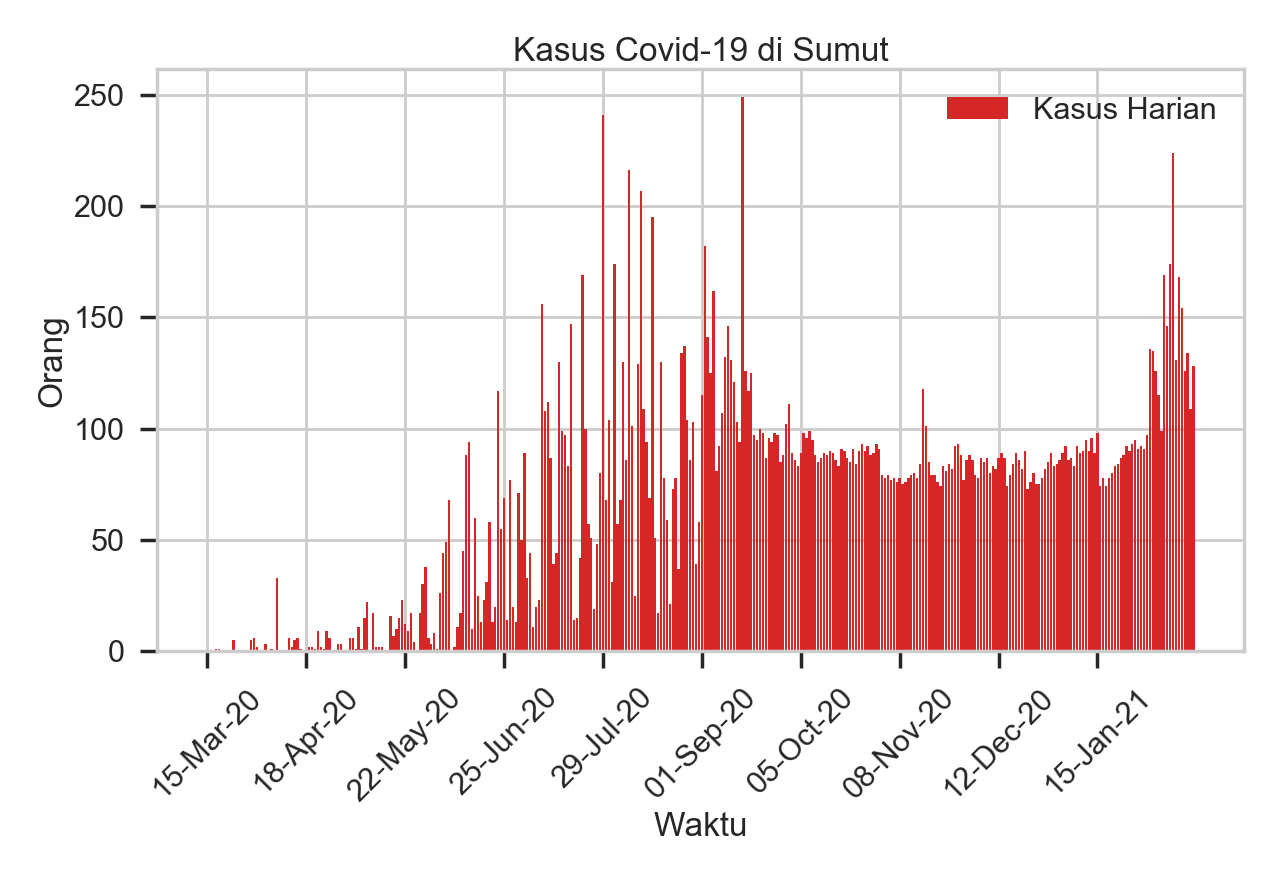 Kasus Covid-19 di Sumut
Kasus Harian
250
200
150
100
50
0
Orang
15-Mar-20
18-Apr-20
22-May-20
25-Jun-20
29-Jul-20
01-Sep-20
05-Oct-20
08-Nov-20
12-Dec-20
15-Jan-21
Waktu